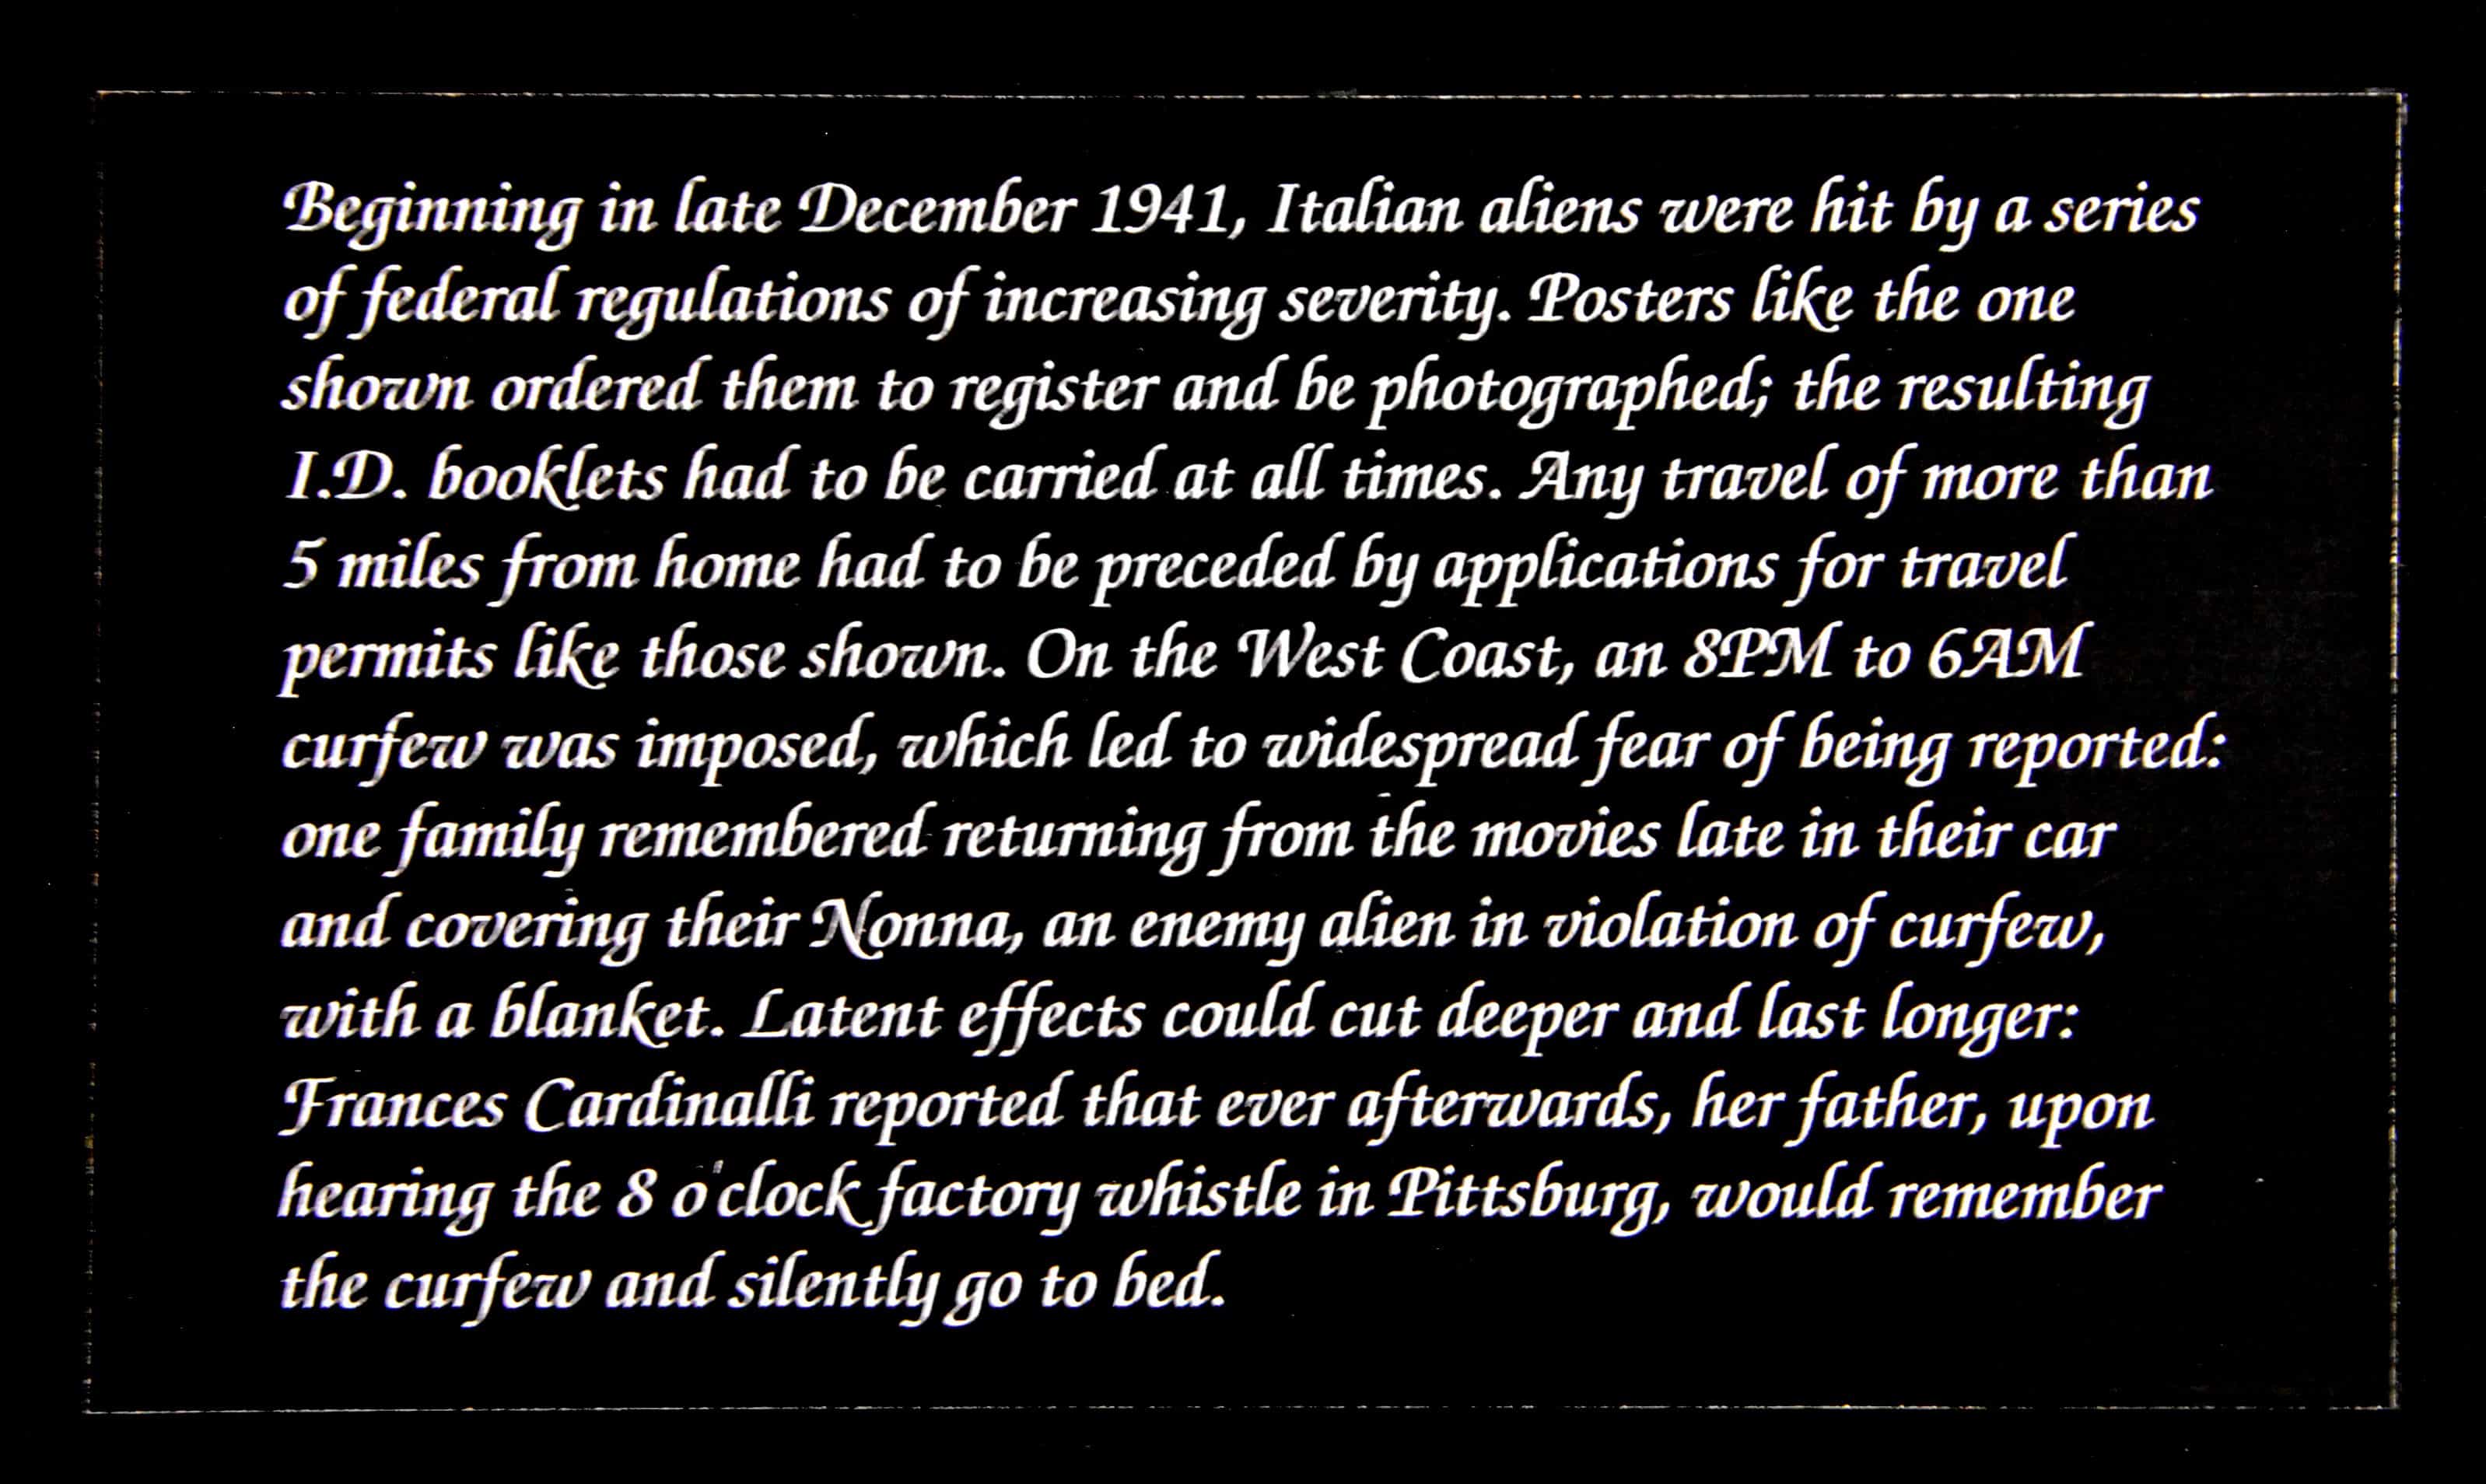 Beginning in late December 1941, Italian aliens were hit by a series
of federal regulations of increasing severity. Posters like the one
shown ordered them to register and be photographed; the resulting
I.D. booklets had to be carried at all times. Any travel of more than
5 miles from home had to be preceded by applications for travel
permits like those shown. On the West Coast, an 8PM to 6AM
curfew was imposed, which led to widespread fear of being reported:
one family remembered returning from the movies late in their car
and covering their Nonna, an enemy alien in violation of curfew,
with a blanket. Latent effects could cut deeper and last longer:
Frances Cardinalli reported that ever afterwards, her father, upon
hearing the 8 o'clock factory whistle in Pittsburg, would remember
the curfew and silently go to bed.